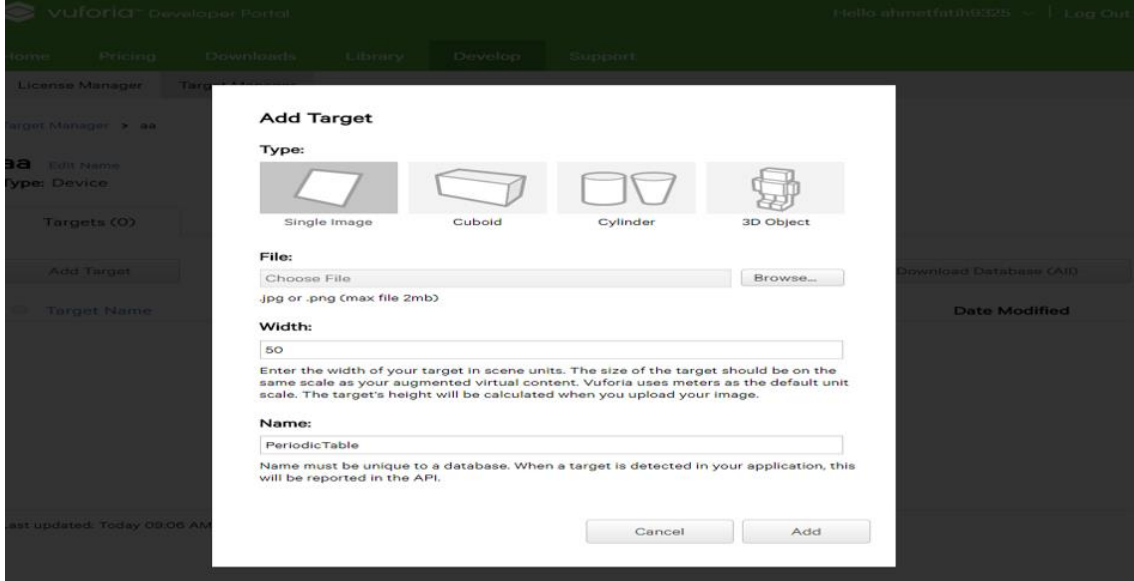 vuforia™ Developer Portal
Hello ahmetfatih9325
Log Out
Home Pricing Downloads Library Develop Support
License Manager Target Manager
Target Manager > aa
aa Edit Name
Type: Device
Targets (0)
Add Target
Download Database (All)
Target Name
Date Modified
Last updated: Today 09:06 AM
Add Target
Type:
Single Image Cuboid Cylinder 3D Object
File:
Choose File Browse...
.jpg or .png (max file 2mb)
Width:
50
Enter the width of your target in scene units. The size of the target should be on the
same scale as your augmented virtual content. Vuforia uses meters as the default unit
scale. The target's height will be calculated when you upload your image.
Name:
PeriodicTable
Name must be unique to a database. When a target is detected in your application, this
will be reported in the API.
Cancel Add